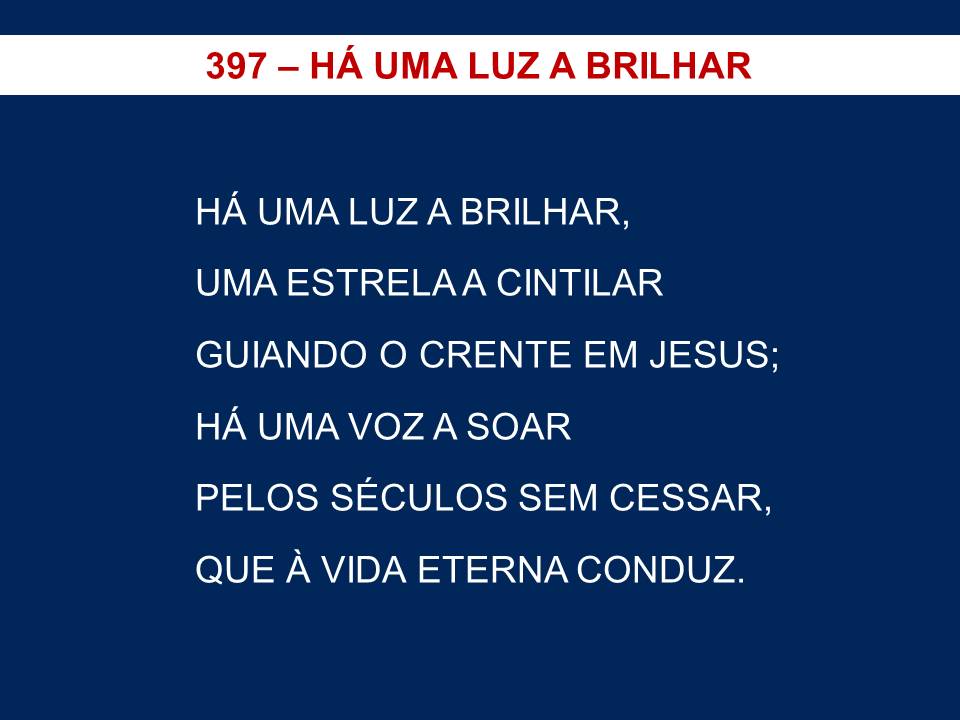 397 – HÁ UMA LUZ A BRILHAR
HÁ UMA LUZ A BRILHAR,
UMA ESTRELA A CINTILAR
GUIANDO O CRENTE EM JESUS;
HÁ UMA VOZ A SOAR
PELOS SÉCULOS SEM CESSAR,
QUE À VIDA ETERNA CONDUZ.